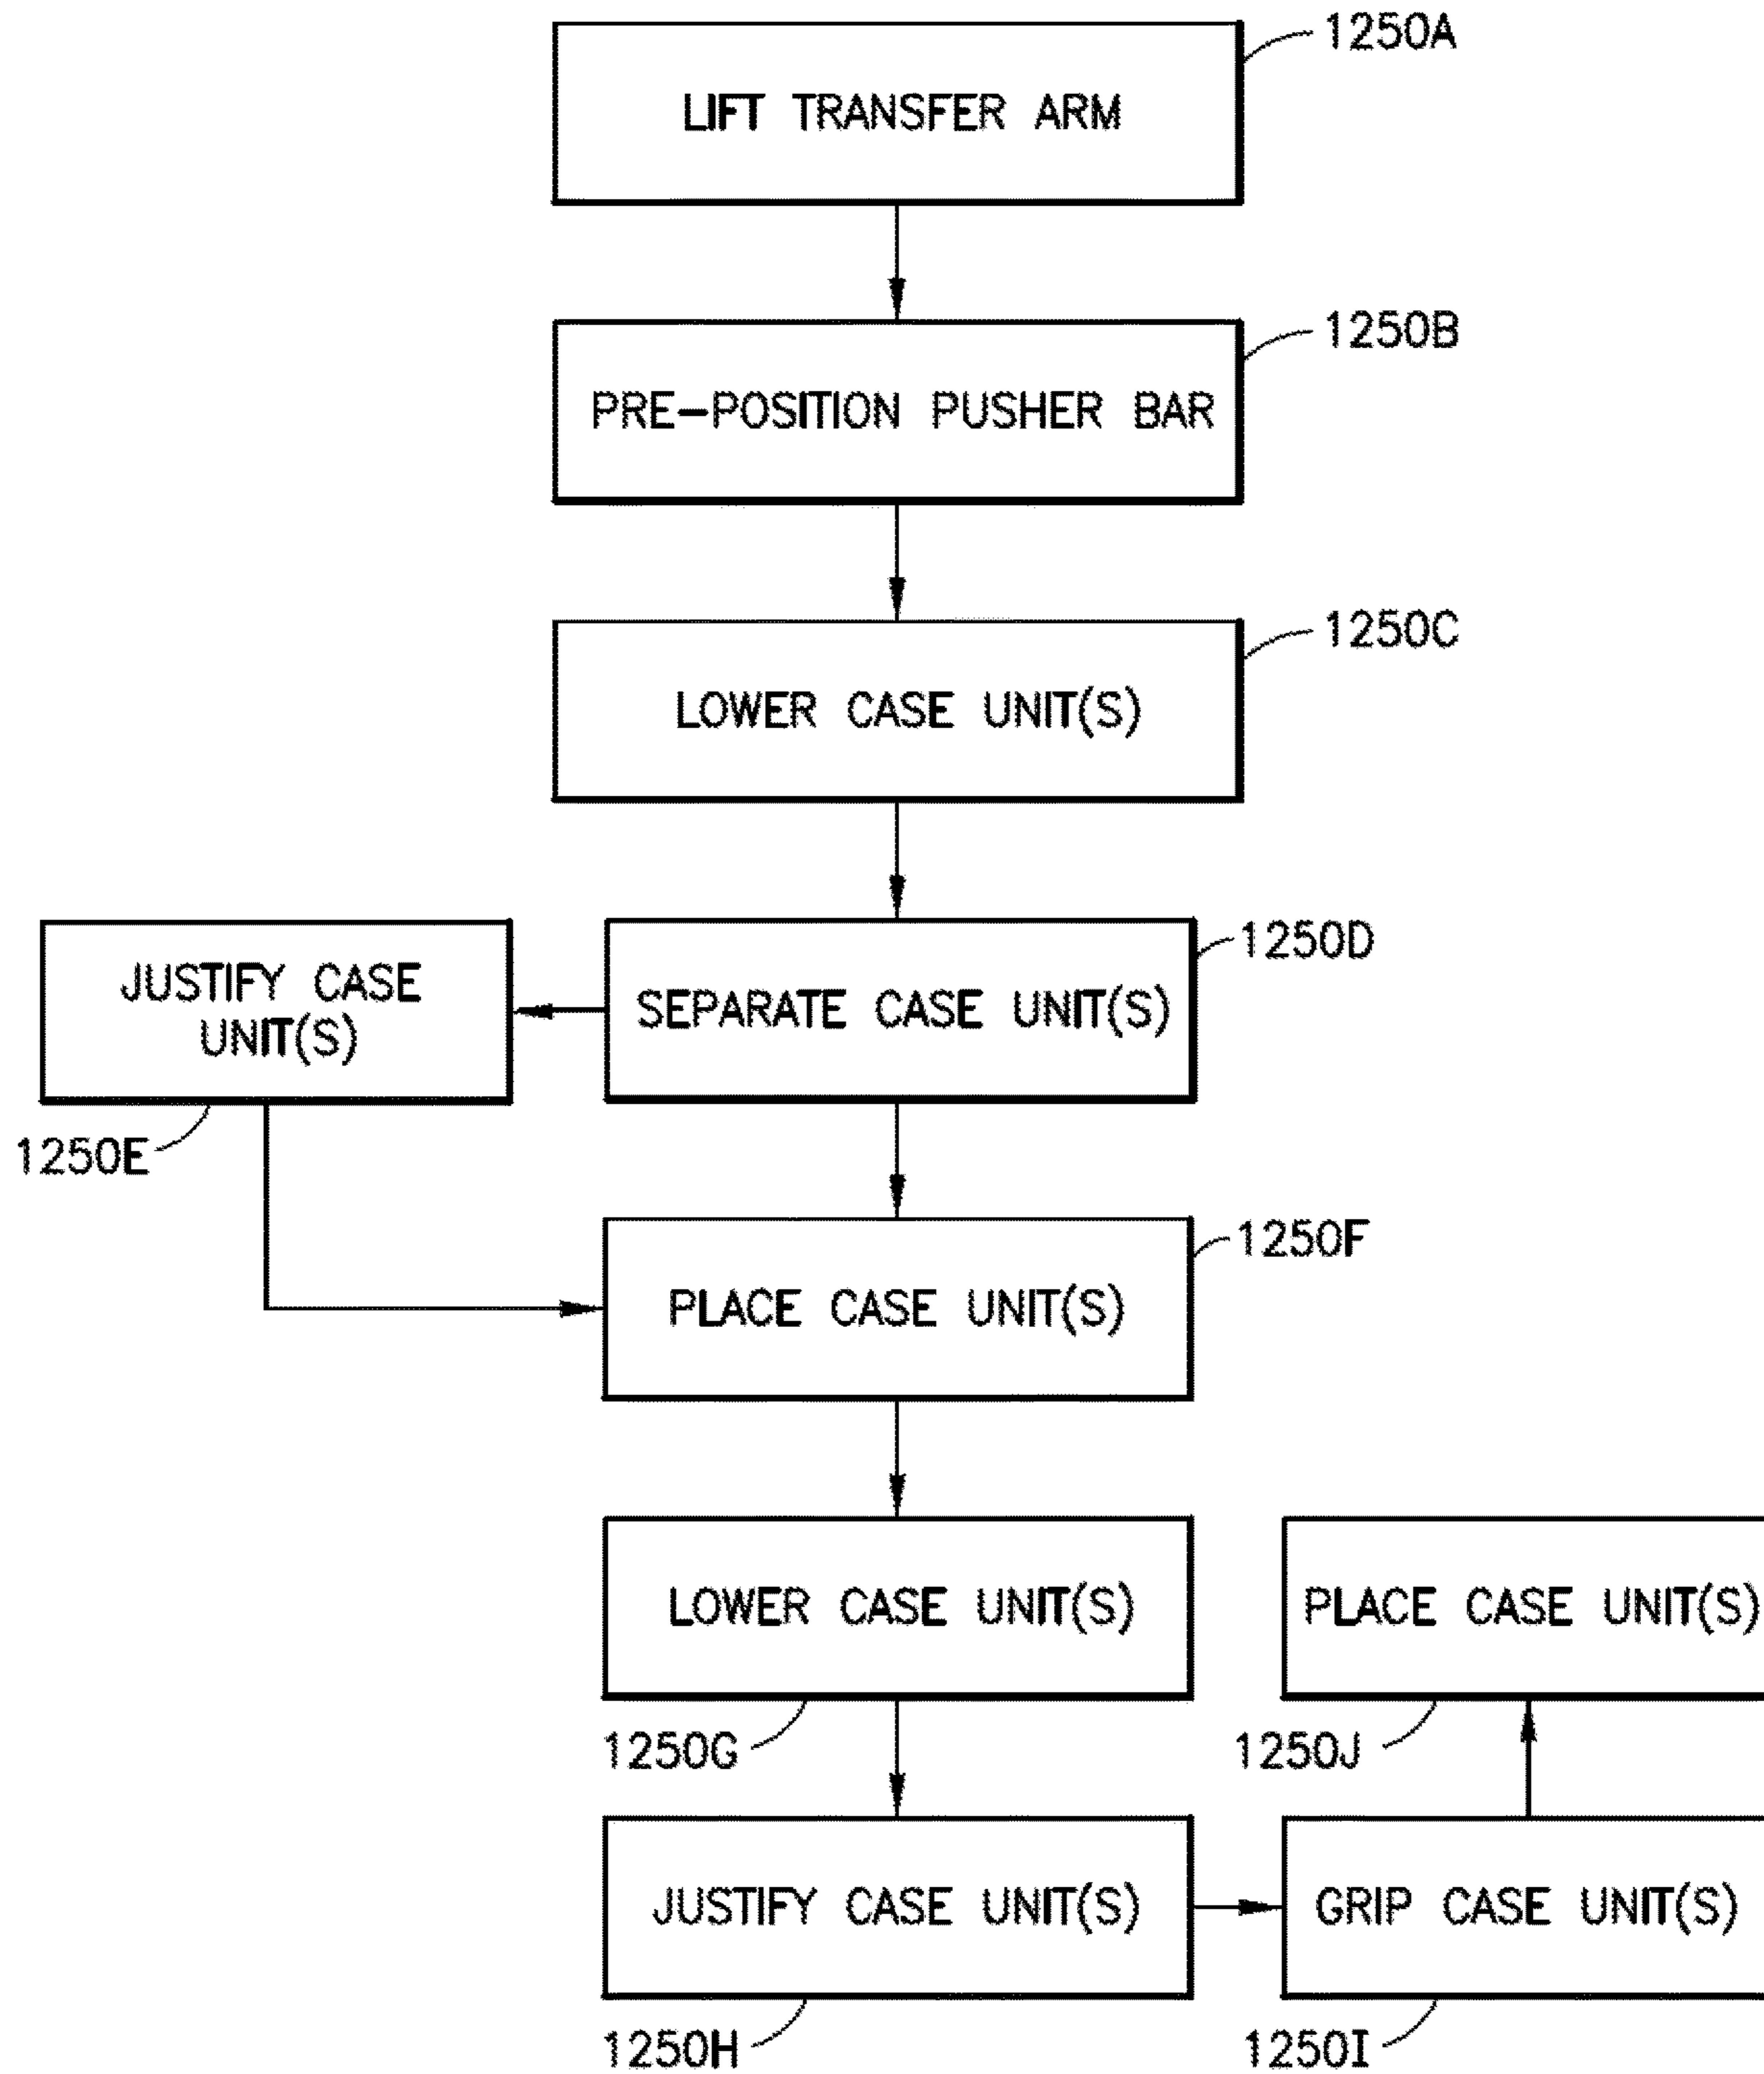 1250A
LIFT TRANSFER ARM
1250B
PRE-POSITION PUSHER BAR
1250C
LOWER CASE UNIT(S)
1250D
JUSTIFY CASE
UNIT(S)
SEPARATE CASE UNIT(S)
1250E
1250F
PLACE CASE UNIT(S)
LOWER CASE UNIT(S)
PLACE CASE UNIT(S)
1250G
1250J
JUSTIFY CASE UNIT(S)
GRIP CASE UNIT(S)
1250H
1250I